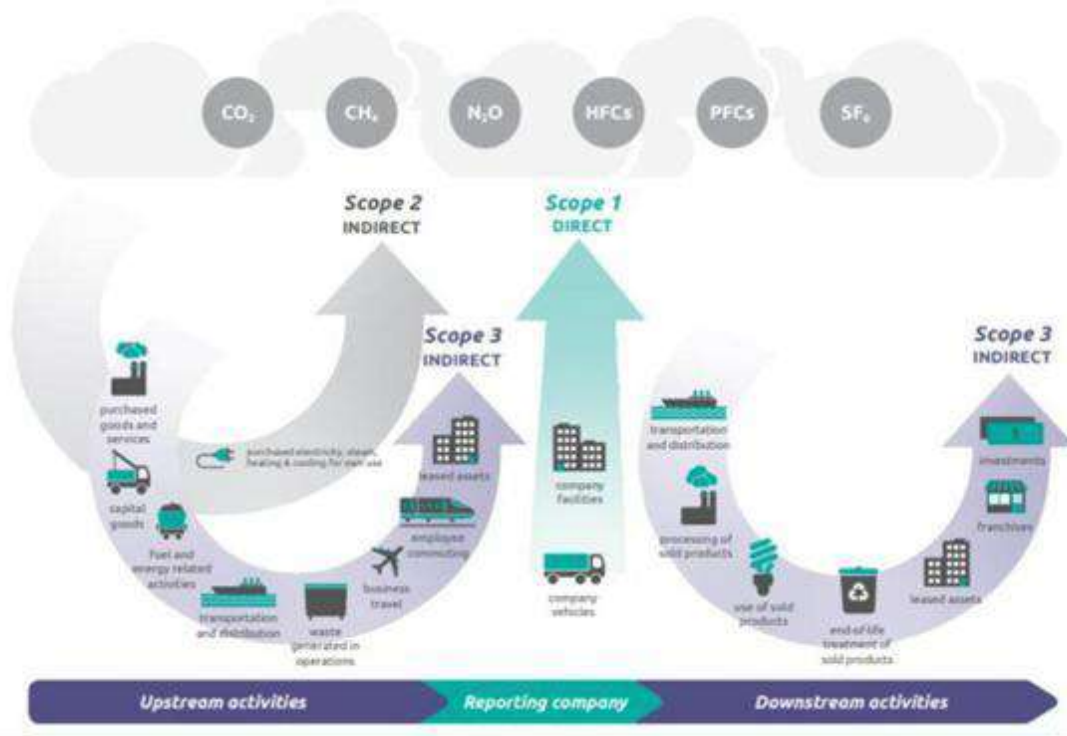 CO₂
CH₄
N₂O
HFCs
PFCs
SF₆
Scope 2
INDIRECT
Scope 1
DIRECT
Scope 3
INDIRECT
Scope 3
INDIRECT
purchased
goods and
services
capital
goods
fuel and
energy related
activities
transportation
and distribution
waste
generated in
operations
business
travel
employee
commuting
leased assets
purchased electricity, steam,
heating & cooling for own use
company
facilities
company
vehicles
transportation
and distribution
processing of
sold products
use of sold
products
end-of-life
treatment of
sold products
leased assets
franchives
investments
Upstream activities
Reporting company
Downstream activities